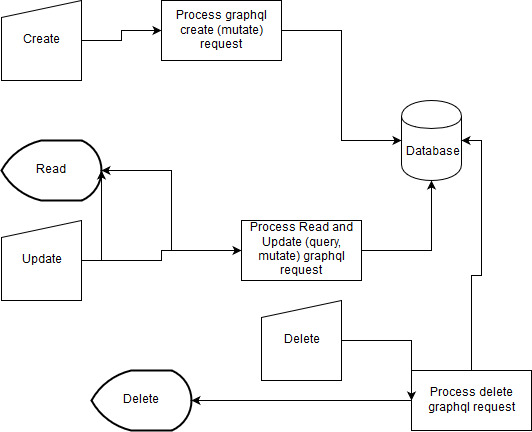 Process graphql
create (mutate)
request
Create
Database
Read
Process Read and
Update (query,
mutate) graphql
request
Update
Delete
Process delete
graphql request
Delete